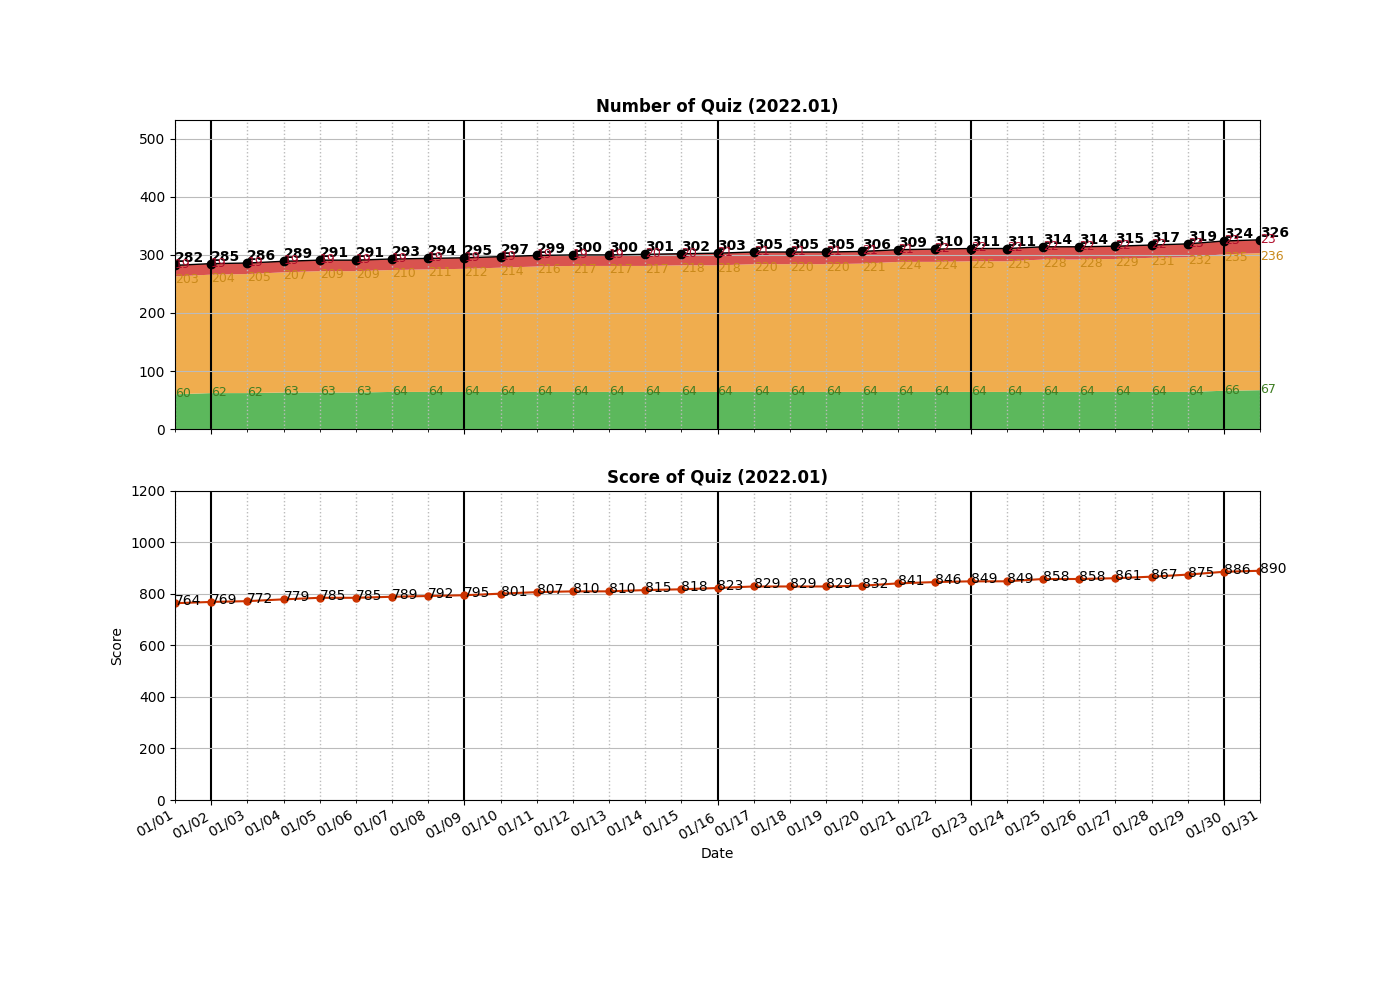 Number of Quiz (2022.01)
500
400
300
200
100
0
282 285 286 289 291 291 293 294 295 297 299 300 300 301 302 303 305 305 305 306 309 310 311 311 314 314 315 317 319 324 326
23
203 204 205 207 209 209 210 211 212 214 216 217 217 217 218 218 220 220 220 221 224 224 225 225 228 228 229 231 232 235 236
60 62 62 63 63 63 64 64 64 64 64 64 64 64 64 64 64 64 64 64 64 64 64 64 64 64 64 64 64 66 67
Score of Quiz (2022.01)
1200
1000
800
600
400
200
0
Score
764 769 772 779 785 785 789 792 795 801 807 810 810 815 818 823 829 829 829 832 841 846 849 849 858 858 861 867 875 886 890
01/01 01/02 01/03 01/04 01/05 01/06 01/07 01/08 01/09 01/10 01/11 01/12 01/13 01/14 01/15 01/16 01/17 01/18 01/19 01/20 01/21 01/22 01/23 01/24 01/25 01/26 01/27 01/28 01/29 01/30 01/31
Date